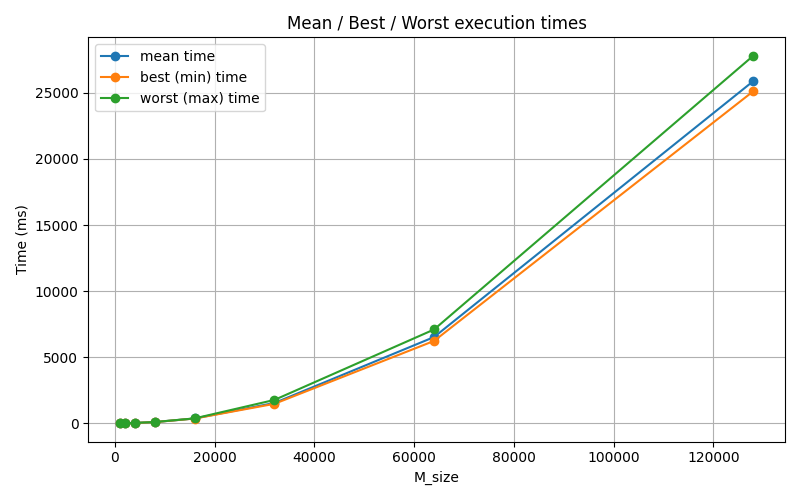 Mean / Best / Worst execution times
mean time
best (min) time
worst (max) time
Time (ms)
25000
20000
15000
10000
5000
0
0 20000 40000 60000 80000 100000 120000
M_size